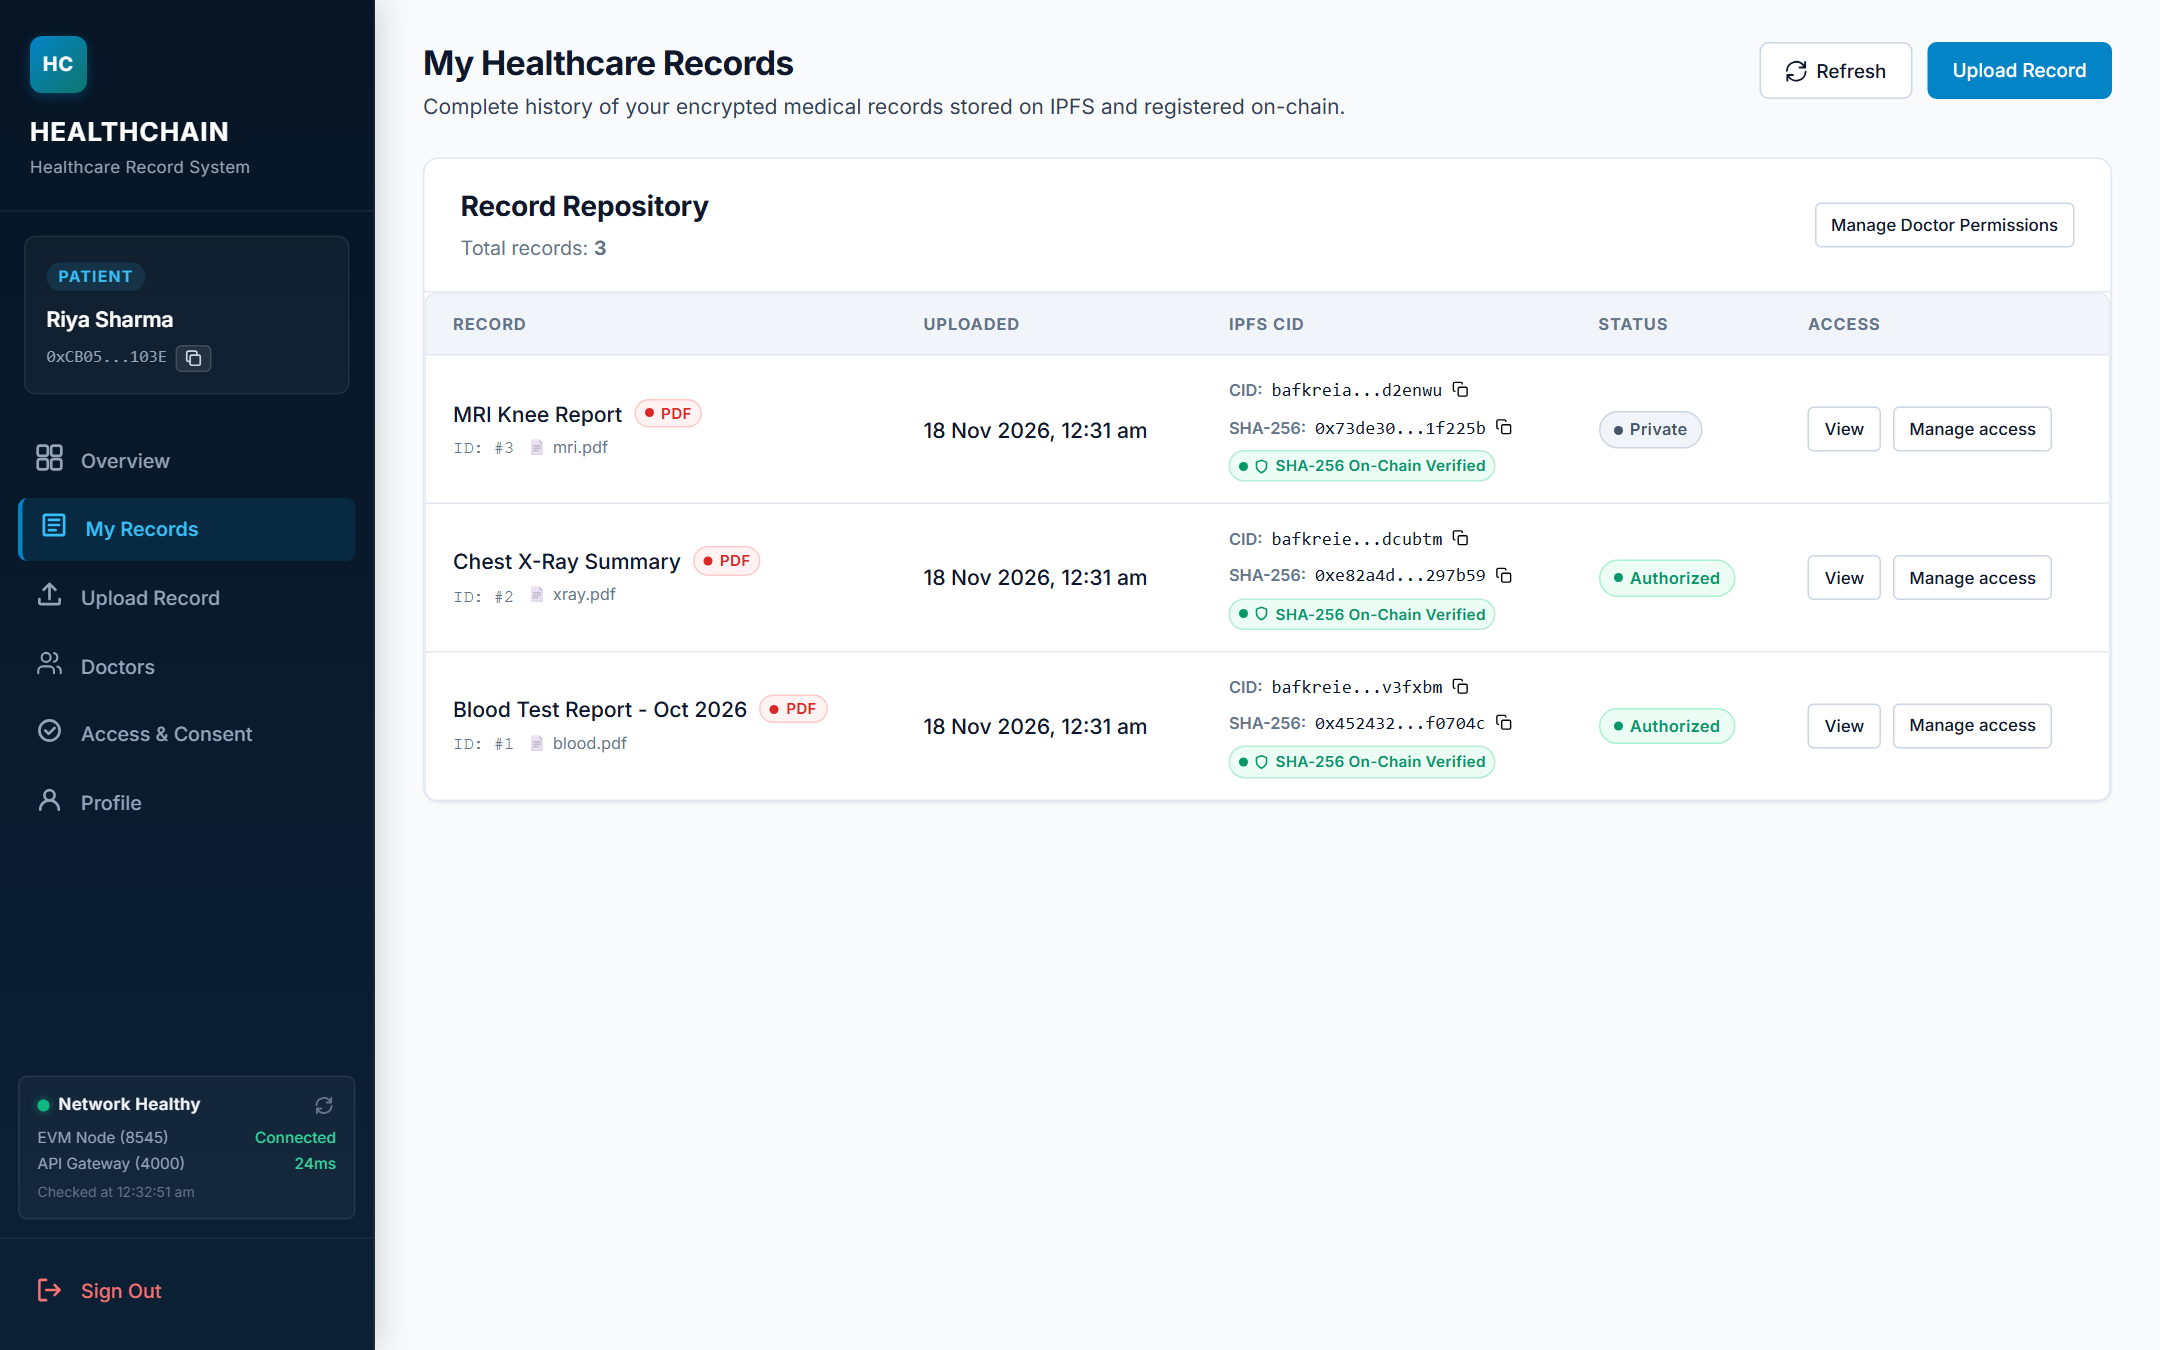 HC
HEALTHCHAIN
Healthcare Record System
PATIENT
Riya Sharma
0xCB05...103E
Overview
My Records
Upload Record
Doctors
Access & Consent
Profile
Network Healthy
EVM Node (8545) Connected
API Gateway (4000) 24ms
Checked at 12:32:51 am
Sign Out
My Healthcare Records
Complete history of your encrypted medical records stored on IPFS and registered on-chain.
Refresh
Upload Record
Record Repository
Total records: 3
Manage Doctor Permissions
RECORD UPLOADED IPFS CID STATUS ACCESS
MRI Knee Report PDF
ID: #3 mri.pdf
18 Nov 2026, 12:31 am
CID: bafkreia...d2enwu
SHA-256: 0x73de30...1f225b
SHA-256 On-Chain Verified
Private
View Manage access
Chest X-Ray Summary PDF
ID: #2 xray.pdf
18 Nov 2026, 12:31 am
CID: bafkreie...dcubtm
SHA-256: 0xe82a4d...297b59
SHA-256 On-Chain Verified
Authorized
View Manage access
Blood Test Report - Oct 2026 PDF
ID: #1 blood.pdf
18 Nov 2026, 12:31 am
CID: bafkreie...v3fxbm
SHA-256: 0x452432...f0704c
SHA-256 On-Chain Verified
Authorized
View Manage access